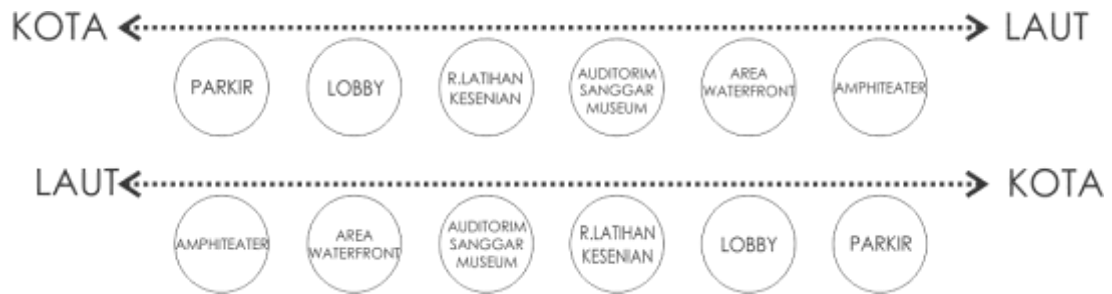 KOTA LAUT
PARKIR
LOBBY
R.LATIHAN
KESENIAN
AUDITORIM
SANGGAR
MUSEUM
AREA
WATERFRONT
AMPHITEATER
LAUT KOTA
AMPHITEATER
AREA
WATERFRONT
AUDITORIM
SANGGAR
MUSEUM
R.LATIHAN
KESENIAN
LOBBY
PARKIR